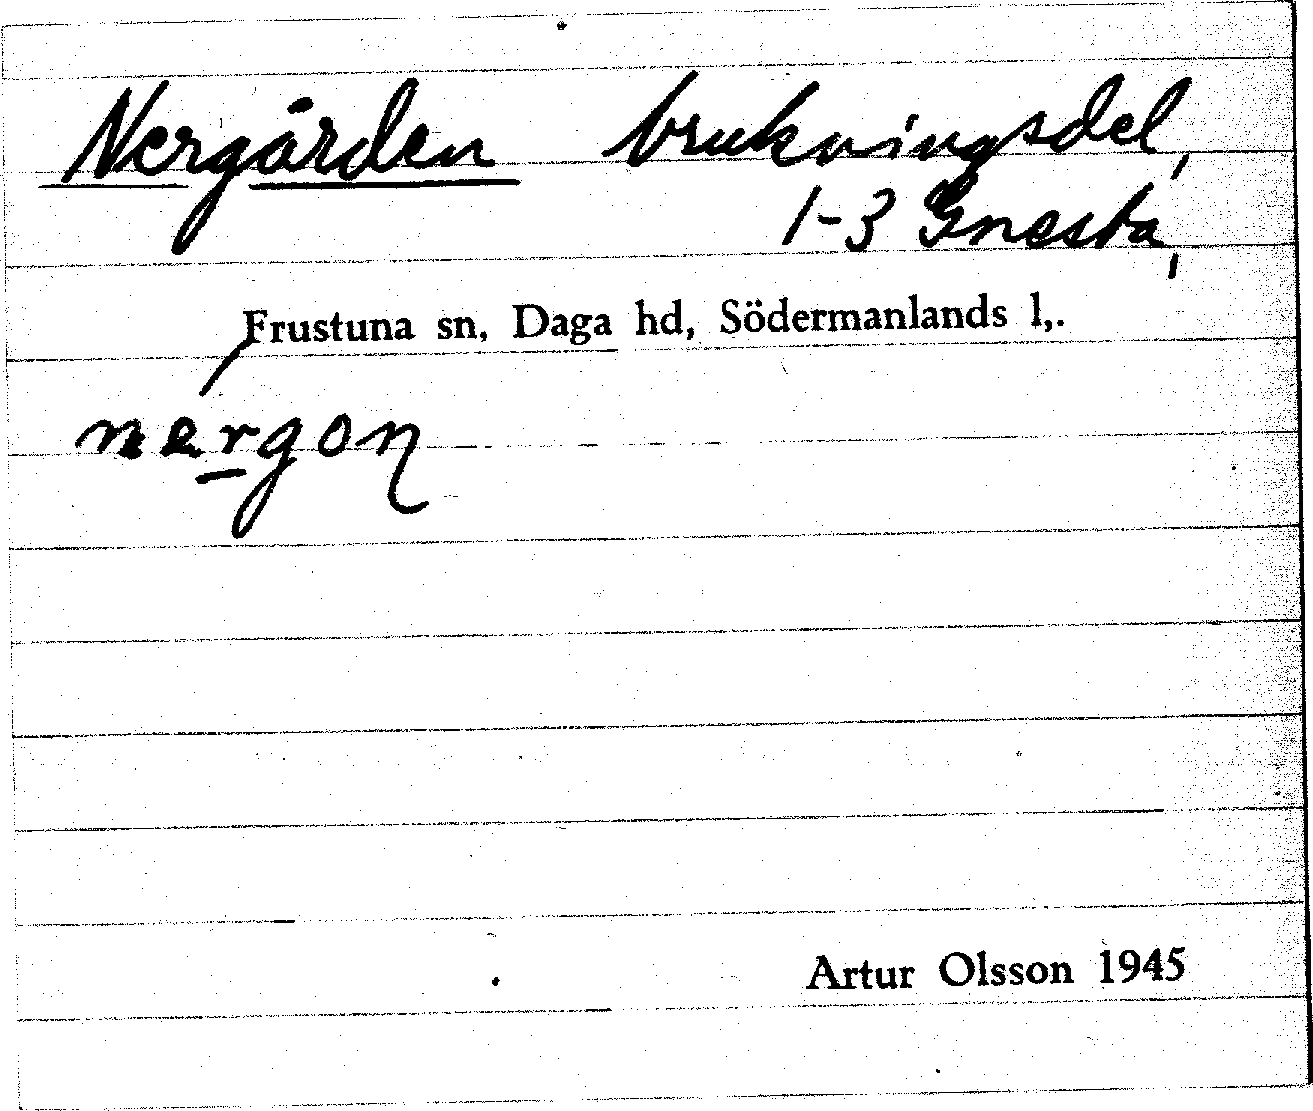 Nergården brukningsdel,
1-3 Gnesta,
Frustuna sn, Daga hd, Södermanlands l,.
nergon
Artur Olsson 1945